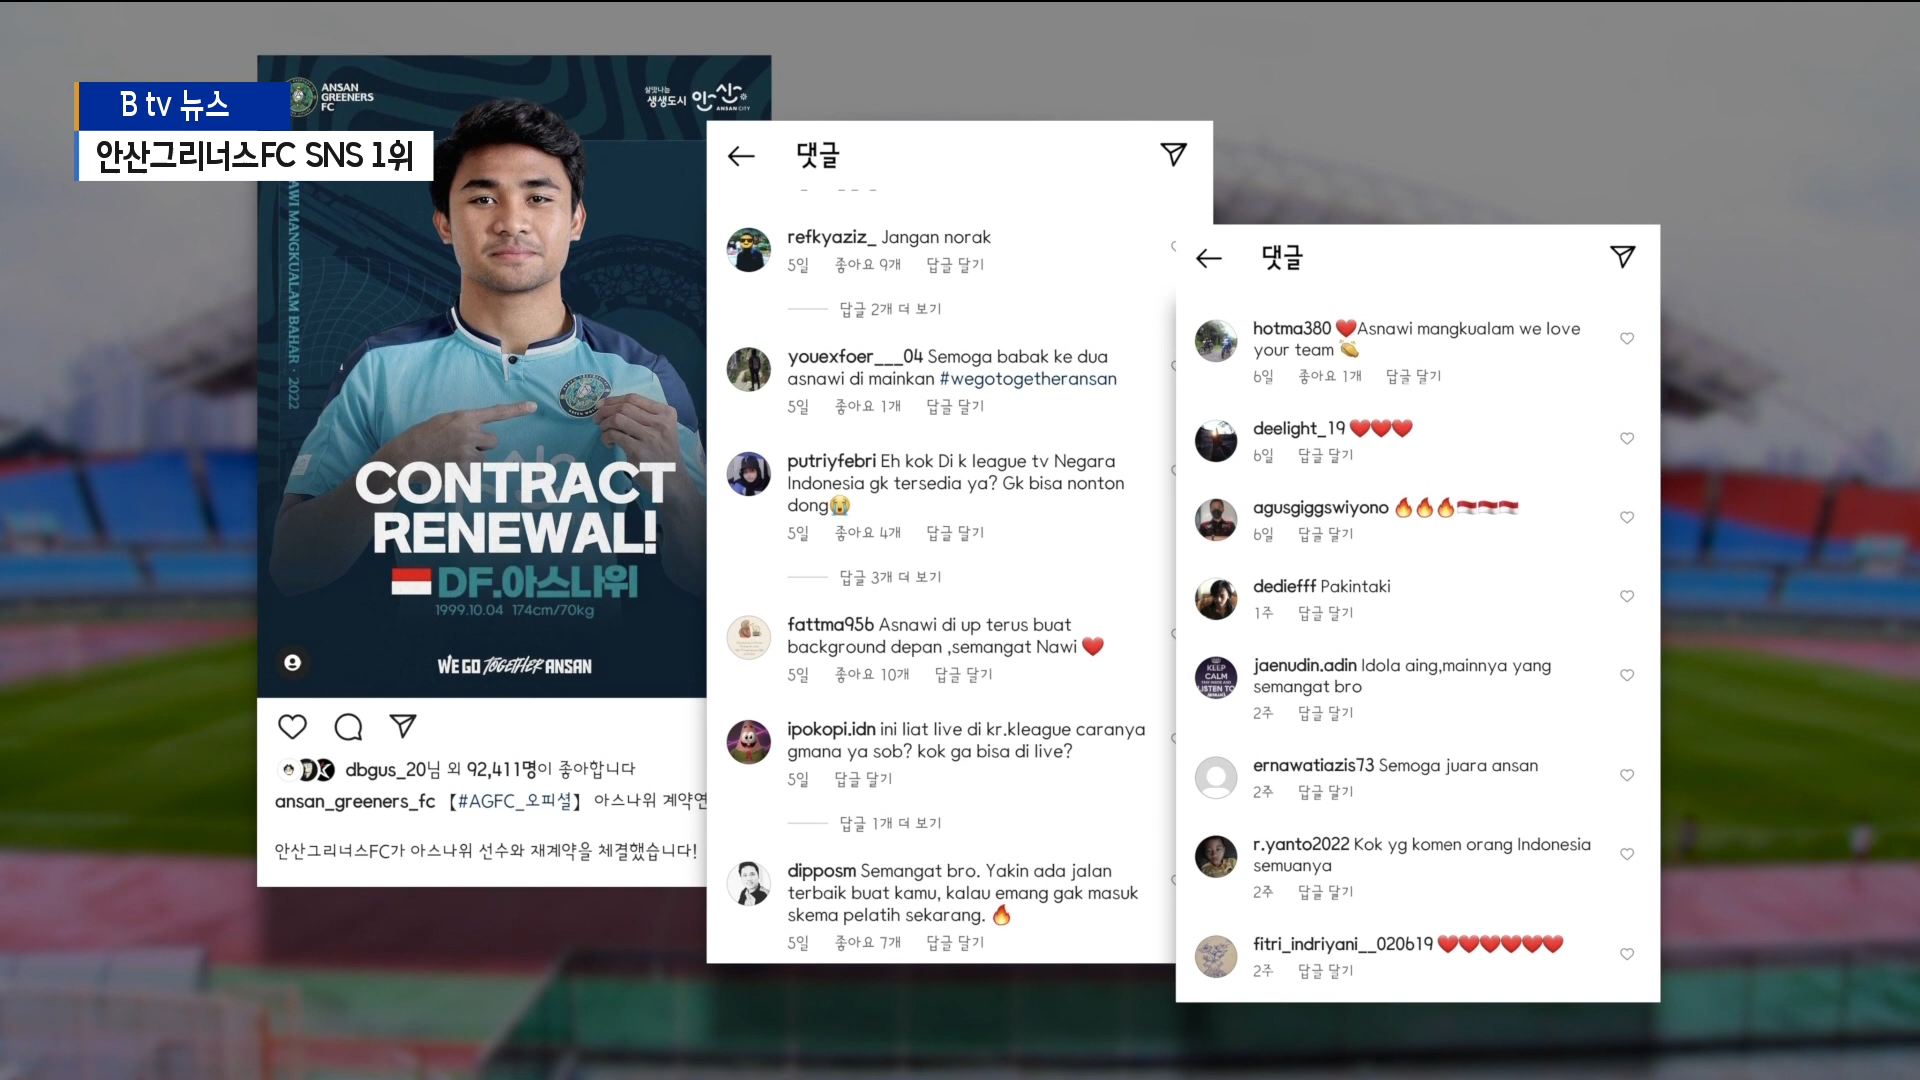 B tv 뉴스
안산그리너스FC SNS 1위
ANSAN
GREENERS
FC
살맛나는
생생도시 안산
ANSAN CITY
AWI MANGKUALAM BAHAR · 2022
CONTRACT
RENEWAL!
DF.아스나위
1999.10.04 174cm/70kg
WE GO TOGETHER ANSAN
dbgus_20님 외 92,411명이 좋아합니다
ansan_greeners_fc 【#AGFC_오피셜】 아스나위 계약연
안산그리너스FC가 아스나위 선수와 재계약을 체결했습니다!
댓글
refkyaziz_ Jangan norak
5일 좋아요 9개 답글 달기
답글 2개 더 보기
youexfoer___04 Semoga babak ke dua
asnawi di mainkan #wegotogetheransan
5일 좋아요 1개 답글 달기
putriyfebri Eh kok Di k league tv Negara
Indonesia gk tersedia ya? Gk bisa nonton
dong😭
5일 좋아요 4개 답글 달기
답글 3개 더 보기
fattma956 Asnawi di up terus buat
background depan ,semangat Nawi ❤️
5일 좋아요 10개 답글 달기
ipokopi.idn ini liat live di kr.kleague caranya
gmana ya sob? kok ga bisa di live?
5일 답글 달기
답글 1개 더 보기
dipposm Semangat bro. Yakin ada jalan
terbaik buat kamu, kalau emang gak masuk
skema pelatih sekarang. 🔥
5일 좋아요 7개 답글 달기
댓글
hotma380 ❤️Asnawi mangkualam we love
your team 👏
6일 좋아요 1개 답글 달기
deelight_19 ❤️❤️❤️
6일 답글 달기
agusgiggswiyono 🔥🔥🔥🇮🇩🇮🇩🇮🇩
6일 답글 달기
dediefff Pakintaki
1주 답글 달기
KEEP
CALM
LISTEN TO
jaenudin.adin Idola aing,mainnya yang
semangat bro
2주 답글 달기
ernawatiazis73 Semoga juara ansan
2주 답글 달기
r.yanto2022 Kok yg komen orang Indonesia
semuanya
2주 답글 달기
fitri_indriyani__020619 ❤️❤️❤️❤️❤️❤️
2주 답글 달기